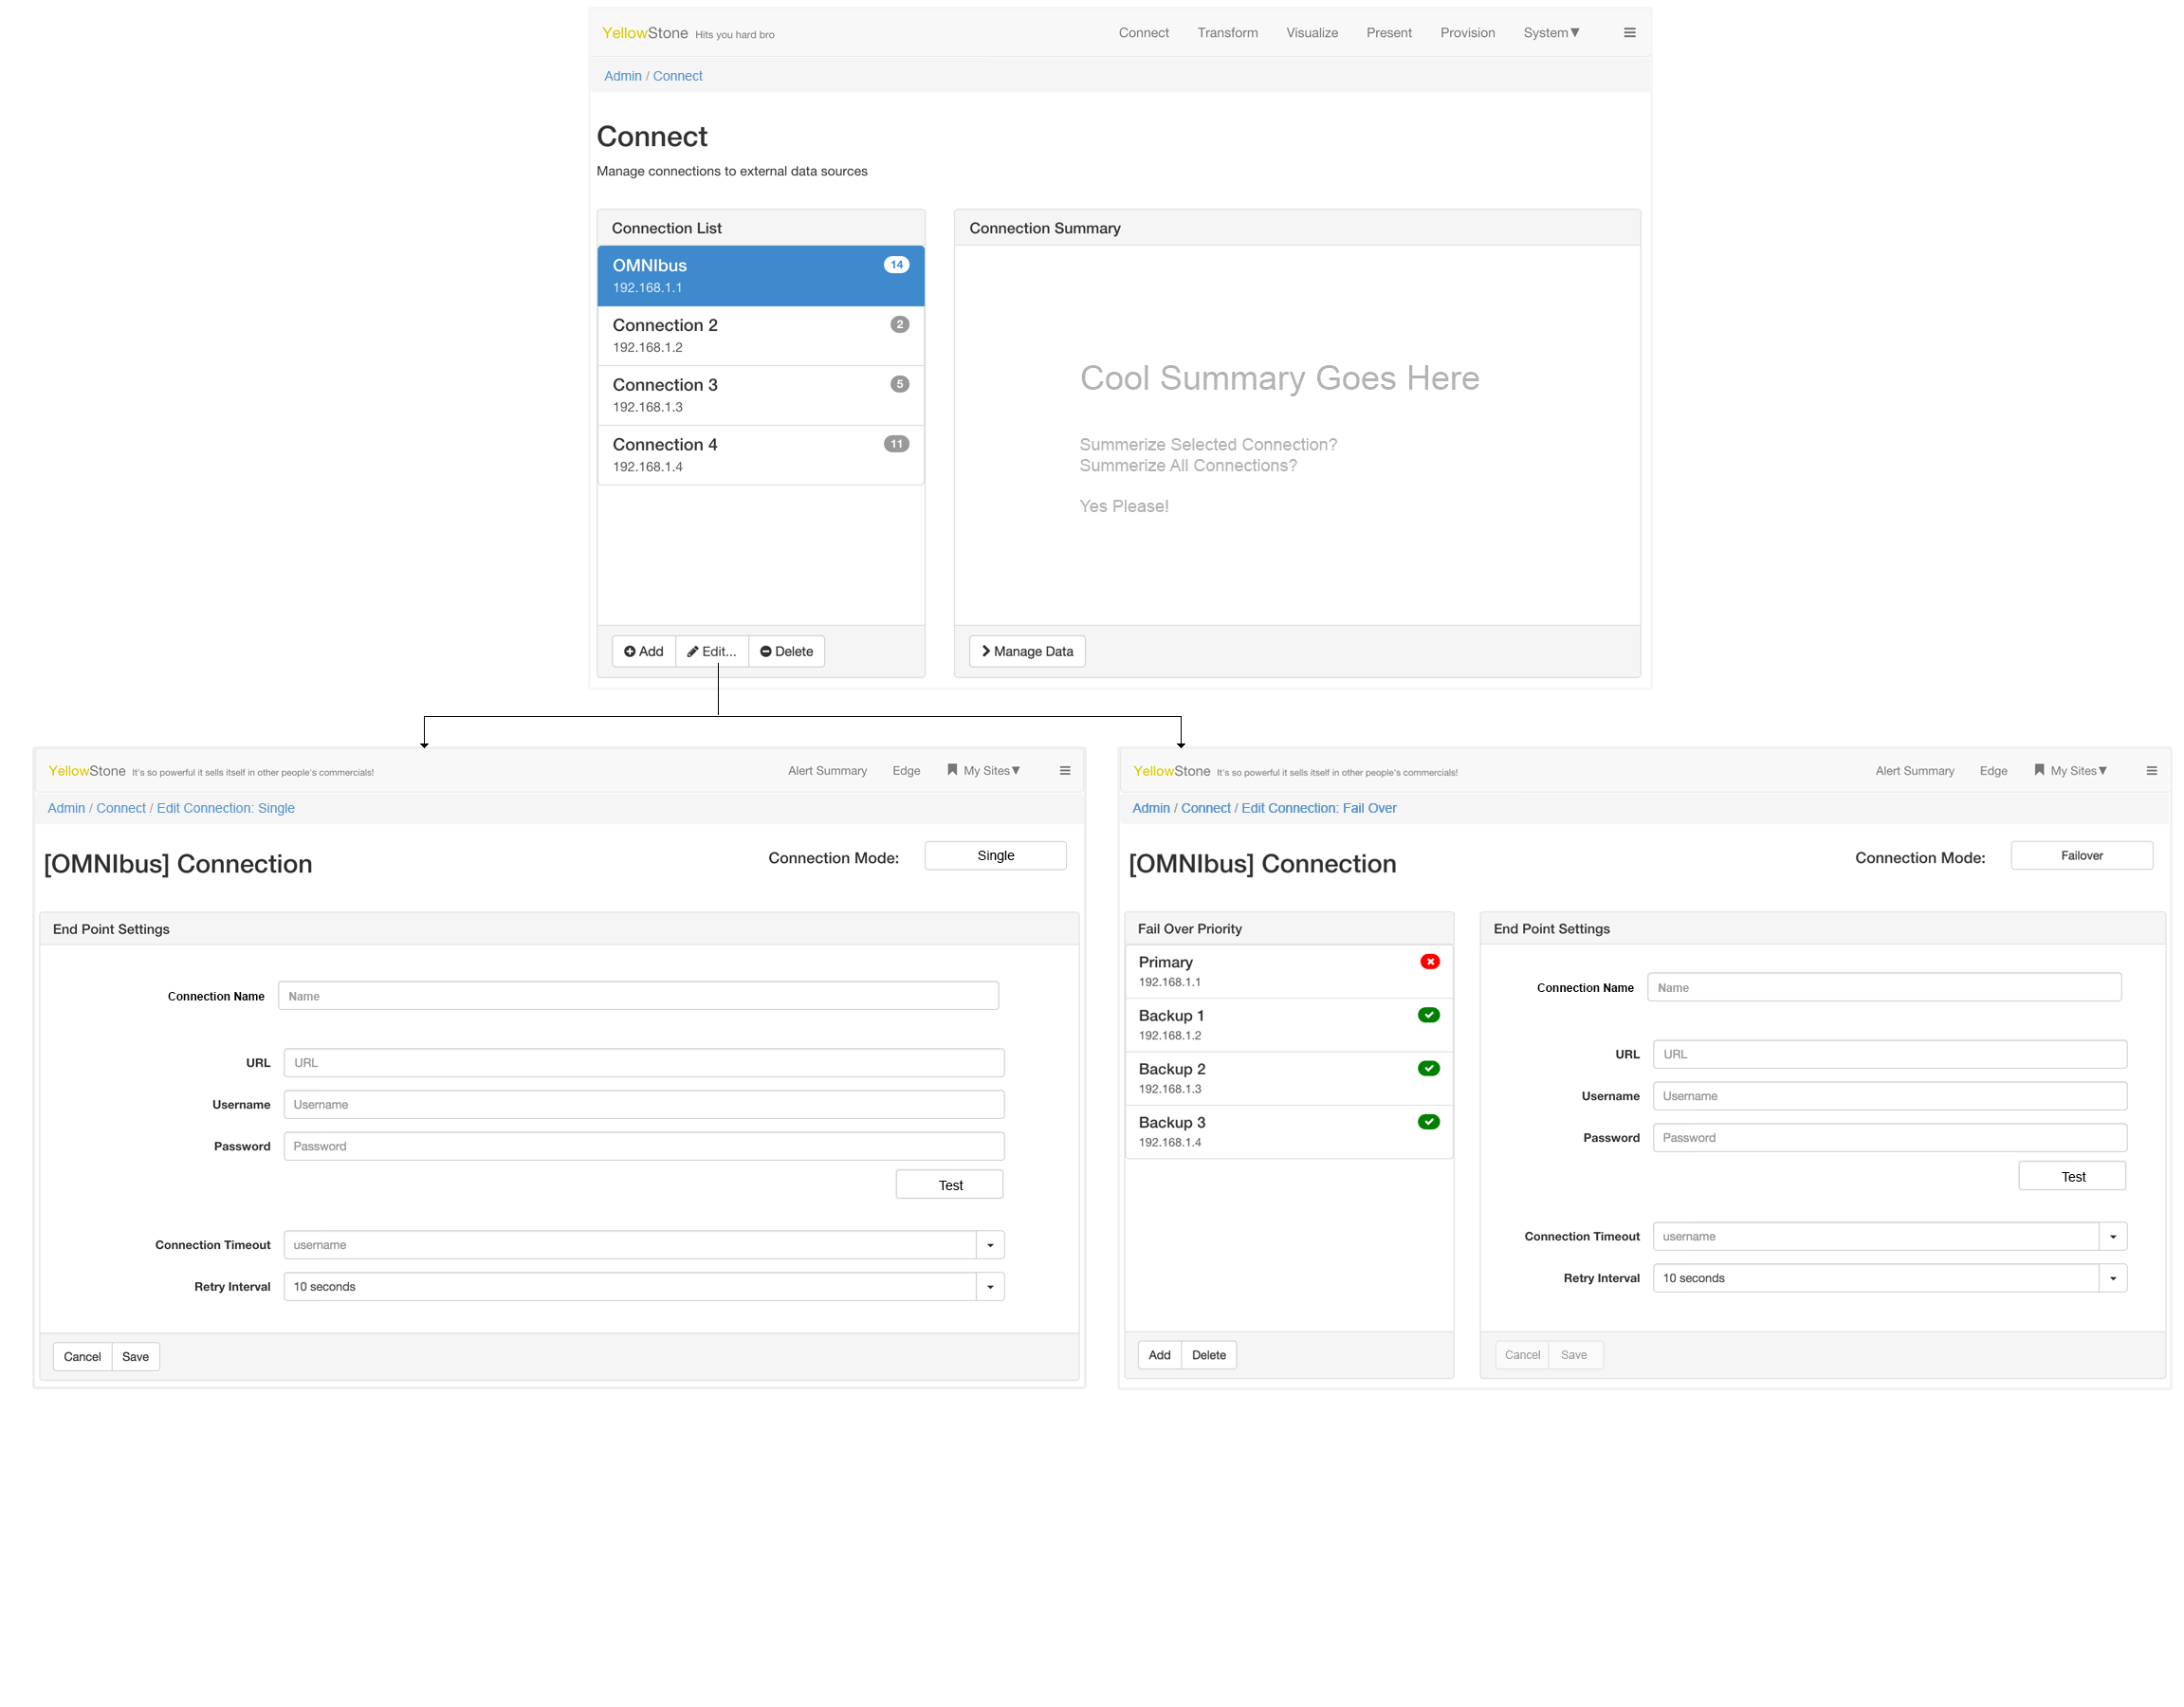 YellowStone Hits you hard bro Connect Transform Visualize Present Provision System▼
Admin / Connect
Connect
Manage connections to external data sources
Connection List
OMNIbus 14
192.168.1.1
Connection 2 2
192.168.1.2
Connection 3 5
192.168.1.3
Connection 4 11
192.168.1.4
Add Edit... Delete
Connection Summary
Cool Summary Goes Here
Summerize Selected Connection?
Summerize All Connections?
Yes Please!
Manage Data
YellowStone It's so powerful it sells itself in other people's commercials! Alert Summary Edge My Sites▼
Admin / Connect / Edit Connection: Single
[OMNIbus] Connection Connection Mode: Single
End Point Settings
Connection Name Name
URL URL
Username Username
Password Password
Test
Connection Timeout username
Retry Interval 10 seconds
Cancel Save
YellowStone It's so powerful it sells itself in other people's commercials! Alert Summary Edge My Sites▼
Admin / Connect / Edit Connection: Fail Over
[OMNIbus] Connection Connection Mode: Failover
Fail Over Priority
Primary
192.168.1.1
Backup 1
192.168.1.2
Backup 2
192.168.1.3
Backup 3
192.168.1.4
Add Delete
End Point Settings
Connection Name Name
URL URL
Username Username
Password Password
Test
Connection Timeout username
Retry Interval 10 seconds
Cancel Save